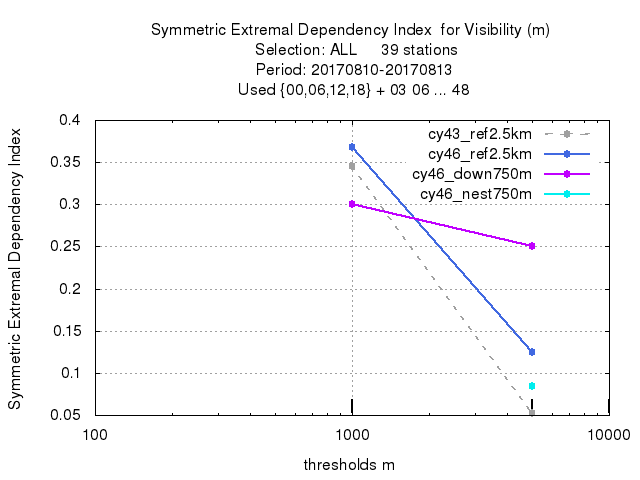 Symmetric Extremal Dependency Index  for Visibility (m)
Selection: ALL     39 stations
Period: 20170810-20170813
Used {00,06,12,18} + 03 06 ... 48
Symmetric Extremal Dependency Index
0.4
0.35
0.3
0.25
0.2
0.15
0.1
0.05
cy43_ref2.5km
cy46_ref2.5km
cy46_down750m
cy46_nest750m
100
1000
10000
thresholds m